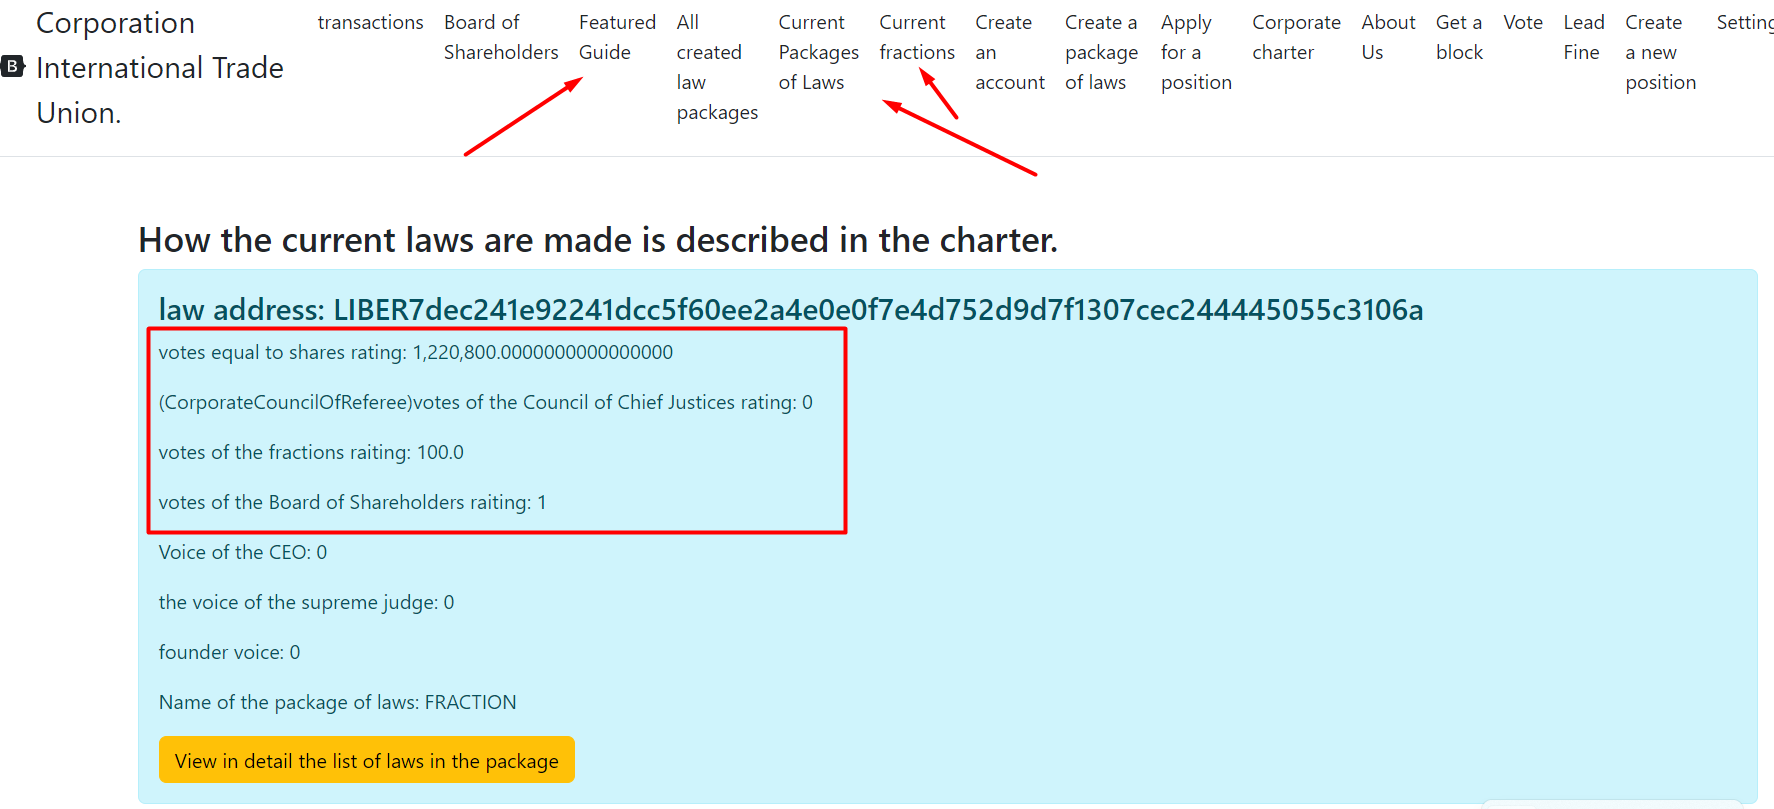 Corporation
International Trade
Union.
B
transactions
Board of
Shareholders
Featured
Guide
All
created
law
packages
Current
Packages
of Laws
Current
fractions
Create
an
account
Create a
package
of laws
Apply
for a
position
Corporate
charter
About
Us
Get a
block
Vote
Lead
Fine
Create
a new
position
Setting
How the current laws are made is described in the charter.
law address: LIBER7dec241e92241dcc5f60ee2a4e0e0f7e4d752d9d7f1307cec244445055c3106a
votes equal to shares rating: 1,220,800.0000000000000000
(CorporateCouncilOfReferee)votes of the Council of Chief Justices rating: 0
votes of the fractions raiting: 100.0
votes of the Board of Shareholders raiting: 1
Voice of the CEO: 0
the voice of the supreme judge: 0
founder voice: 0
Name of the package of laws: FRACTION
View in detail the list of laws in the package